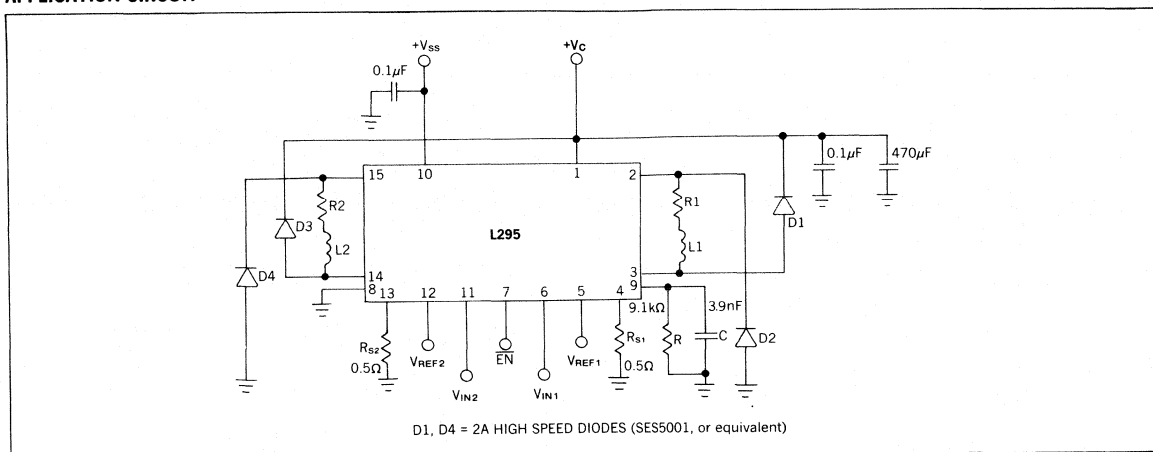 +Vss
+Vc
0.1µF
0.1µF
470µF
15
10
1
2
R2
R1
D3
D1
L295
L2
L1
D4
14
3
8
9
13
12
11
7
6
5
4
9.1kΩ
3.9nF
RS2
VREF2
EN
VREF1
RS1
R
C
D2
0.5Ω
0.5Ω
VIN2
VIN1
D1, D4 = 2A HIGH SPEED DIODES (SES5001, or equivalent)